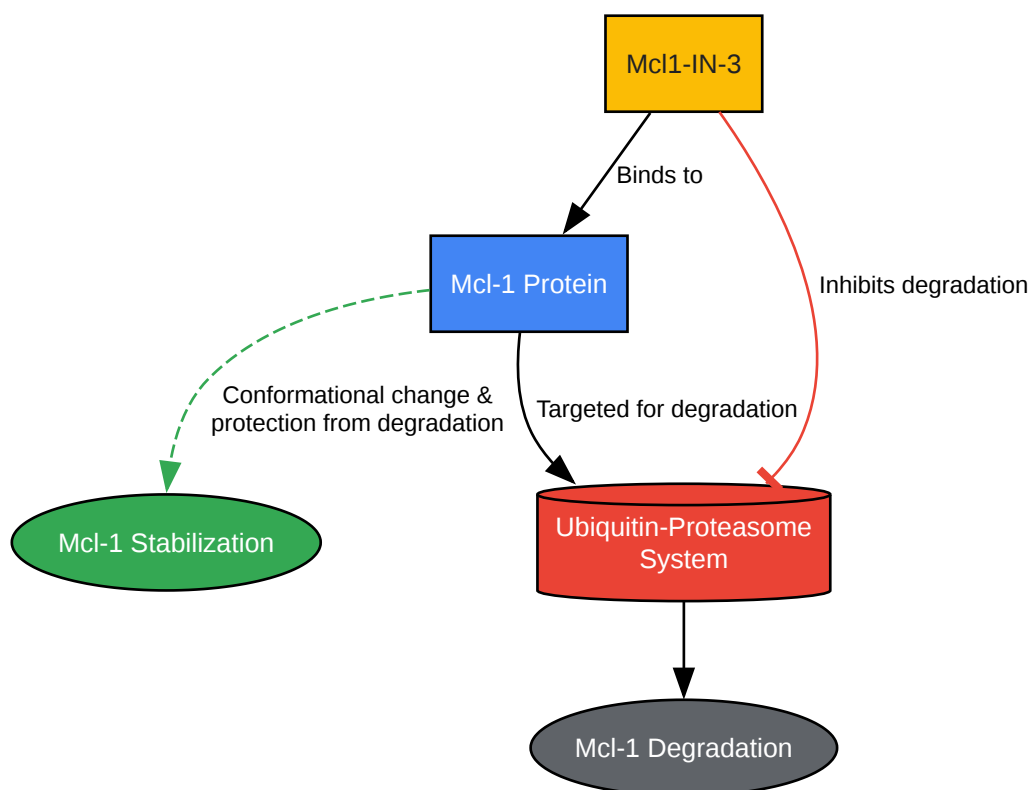 Mcl1-IN-3
Binds to
Mcl-1 Protein
Inhibits degradation
Conformational change &
protection from degradation
Targeted for degradation
Mcl-1 Stabilization
Ubiquitin-Proteasome
System
Mcl-1 Degradation